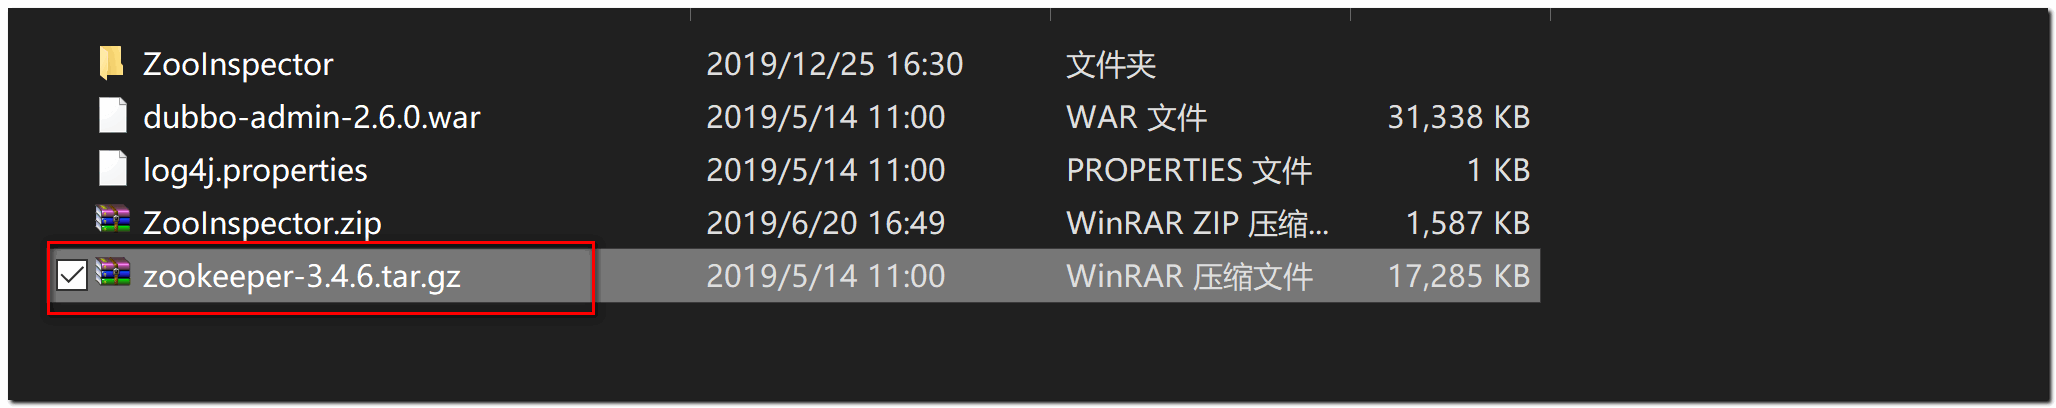 ZooInspector 2019/12/25 16:30 文件夹
dubbo-admin-2.6.0.war 2019/5/14 11:00 WAR 文件 31,338 KB
log4j.properties 2019/5/14 11:00 PROPERTIES 文件 1 KB
ZooInspector.zip 2019/6/20 16:49 WinRAR ZIP 压缩... 1,587 KB
zookeeper-3.4.6.tar.gz 2019/5/14 11:00 WinRAR 压缩文件 17,285 KB